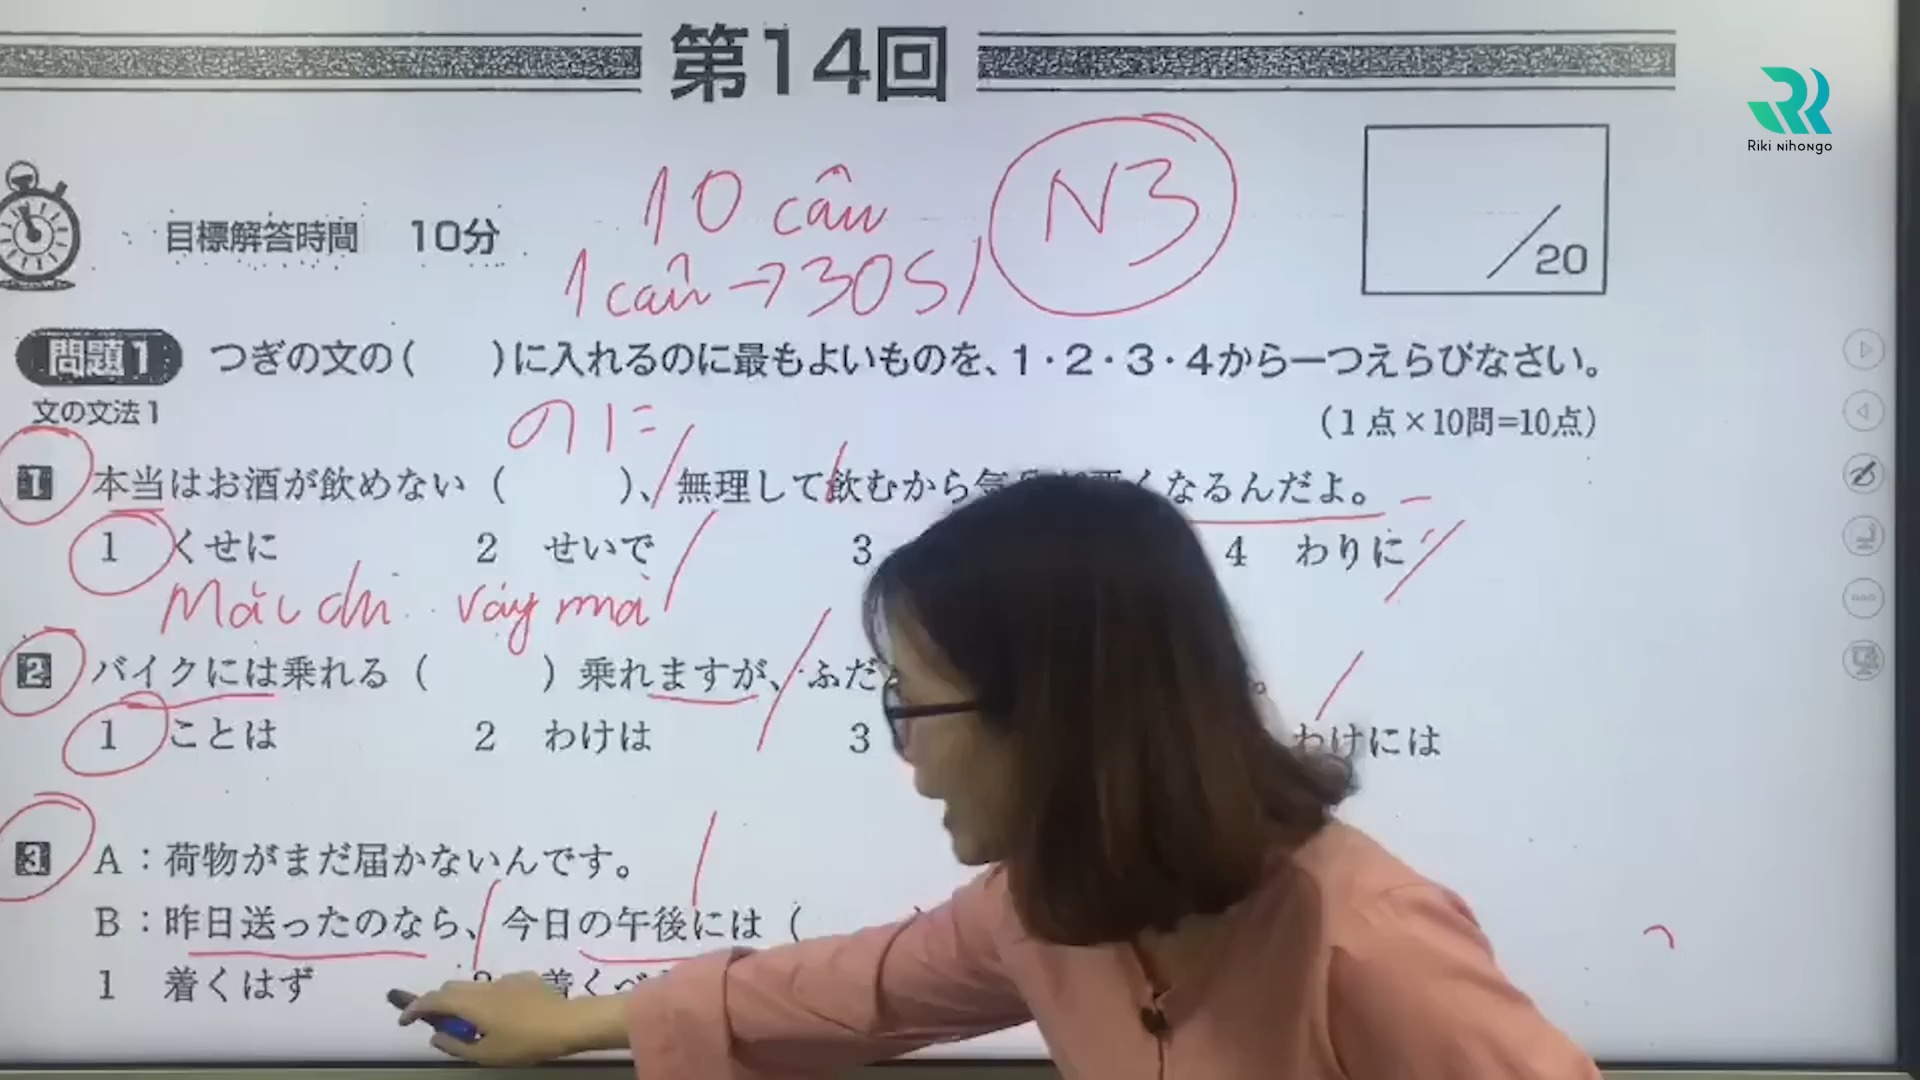 第14回
Riki Nihongo
10 câu
N3
目標解答時間 10分
1 câu → 30s
/20
問題1 つぎの文の( )に入れるのに最もよいものを、1・2・3・4から一つえらびなさい。
文の文法1
(1点×10問=10点)
のに
1 本当はお酒が飲めない( )、無理して飲むから くなるんだよ。
1 くせに 2 せいで 3 4 わりに
Mặc dù vậy mà
2 バイクには乗れる( )乗れますが、ふだ 。
1 ことは 2 わけは 3 わけには
3 A:荷物がまだ届かないんです。
B:昨日送ったのなら、今日の午後には(
1 着くはず 2 着くべ